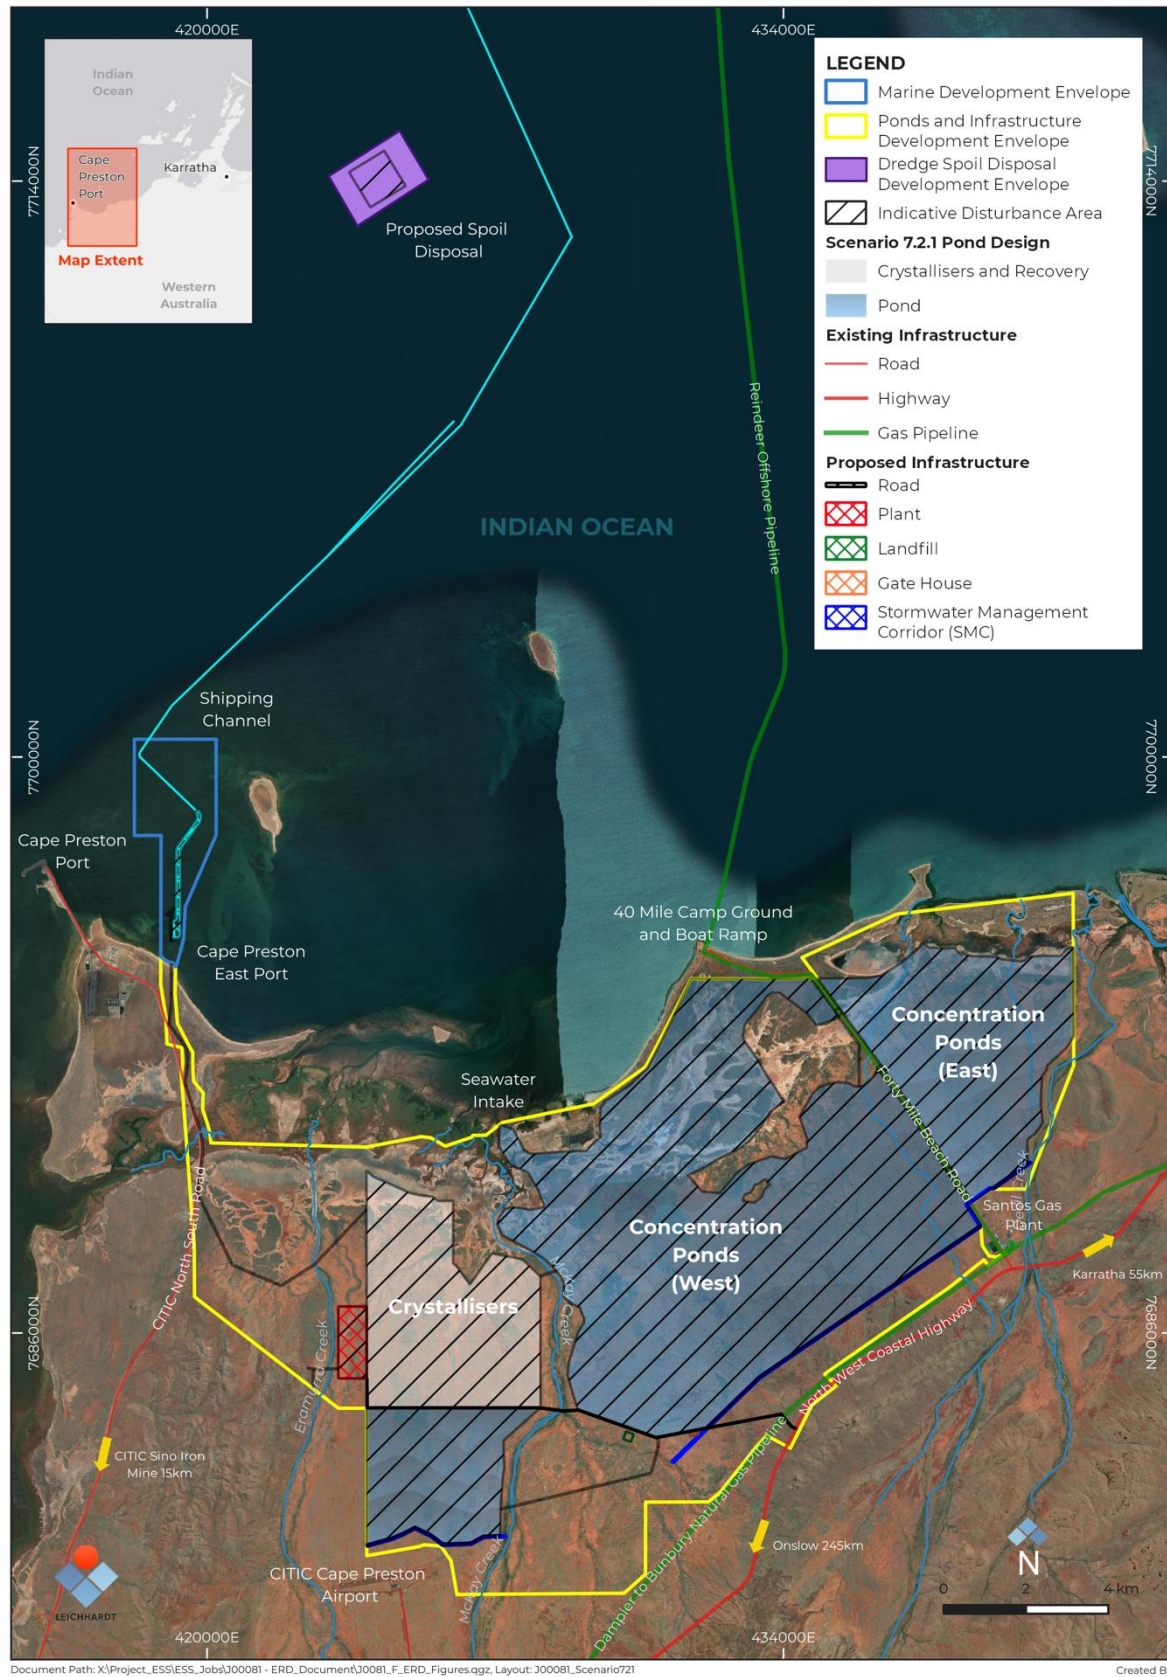 420000E
434000E
Indian
Ocean
Cape
Preston
Port
Karratha
Map Extent
Western
Australia
7714000N
7714000N
LEGEND
Marine Development Envelope
Ponds and Infrastructure
Development Envelope
Dredge Spoil Disposal
Development Envelope
Indicative Disturbance Area
Scenario 7.2.1 Pond Design
Crystallisers and Recovery
Pond
Existing Infrastructure
Road
Highway
Gas Pipeline
Proposed Infrastructure
Road
Plant
Landfill
Gate House
Stormwater Management
Corridor (SMC)
Proposed Spoil
Disposal
Reindeer Offshore Pipeline
INDIAN OCEAN
Shipping
Channel
7700000N
7700000N
Cape Preston
Port
Cape Preston
East Port
40 Mile Camp Ground
and Boat Ramp
Concentration
Ponds
(East)
Seawater
Intake
Forty Mile Beach Road
CITIC North South Road
Concentration
Ponds
(West)
Santos Gas
Plant
Karratha 55km
McKay Creek
Crystallisers
7686000N
7686000N
Eramurra Creek
North West Coastal Highway
Dampier to Bunbury Natural Gas Pipeline
CITIC Sino Iron
Mine 15km
Onslow 245km
McKay Creek
CITIC Cape Preston
Airport
LEICHHARDT
N
0 2 4 km
420000E
434000E
Document Path: X:\Project_ESS\ESS_Jobs\J00081 - ERD_Document\J0081_F_ERD_Figures.qgz, Layout: J00081_Scenario721